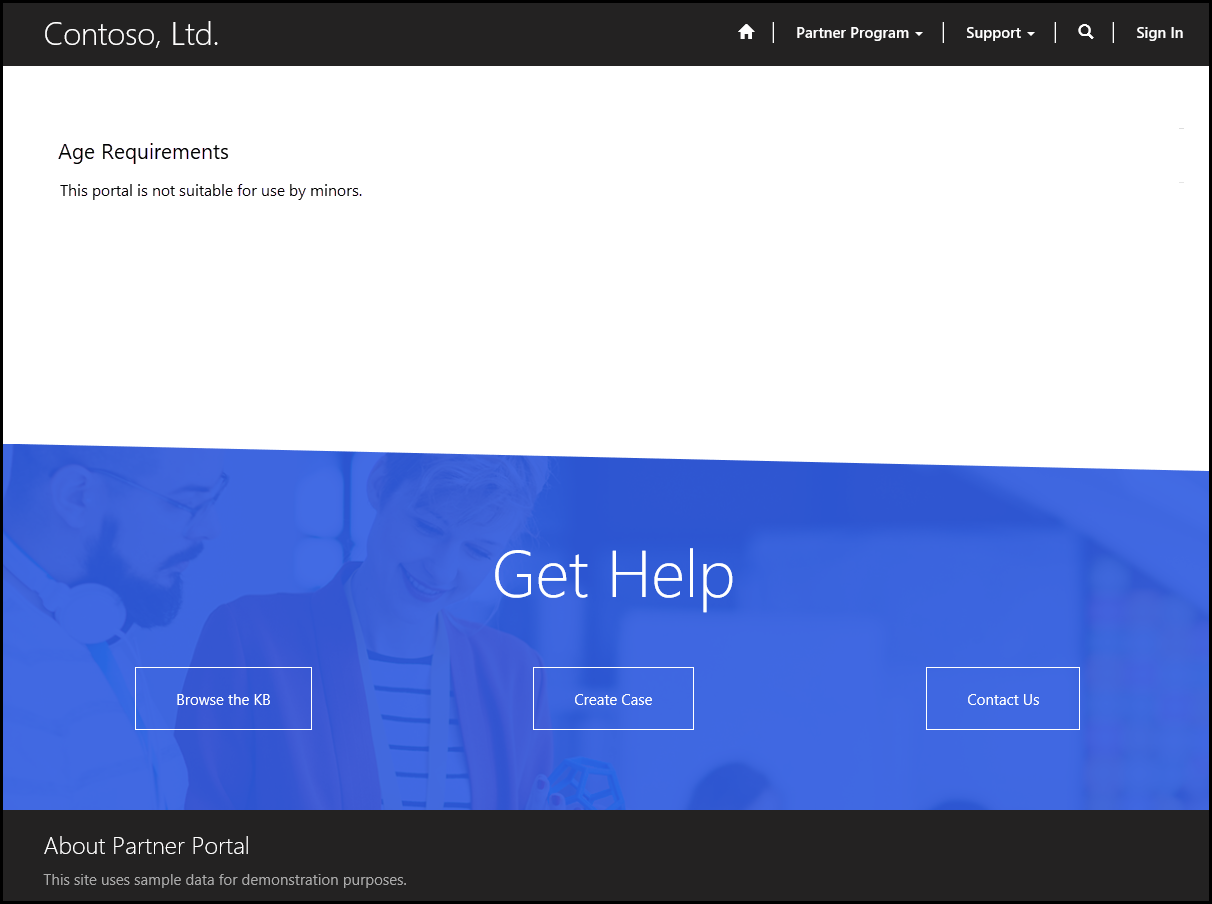 Contoso, Ltd.
Partner Program
Support
Sign In
Age Requirements
This portal is not suitable for use by minors.
Get Help
Browse the KB
Create Case
Contact Us
About Partner Portal
This site uses sample data for demonstration purposes.